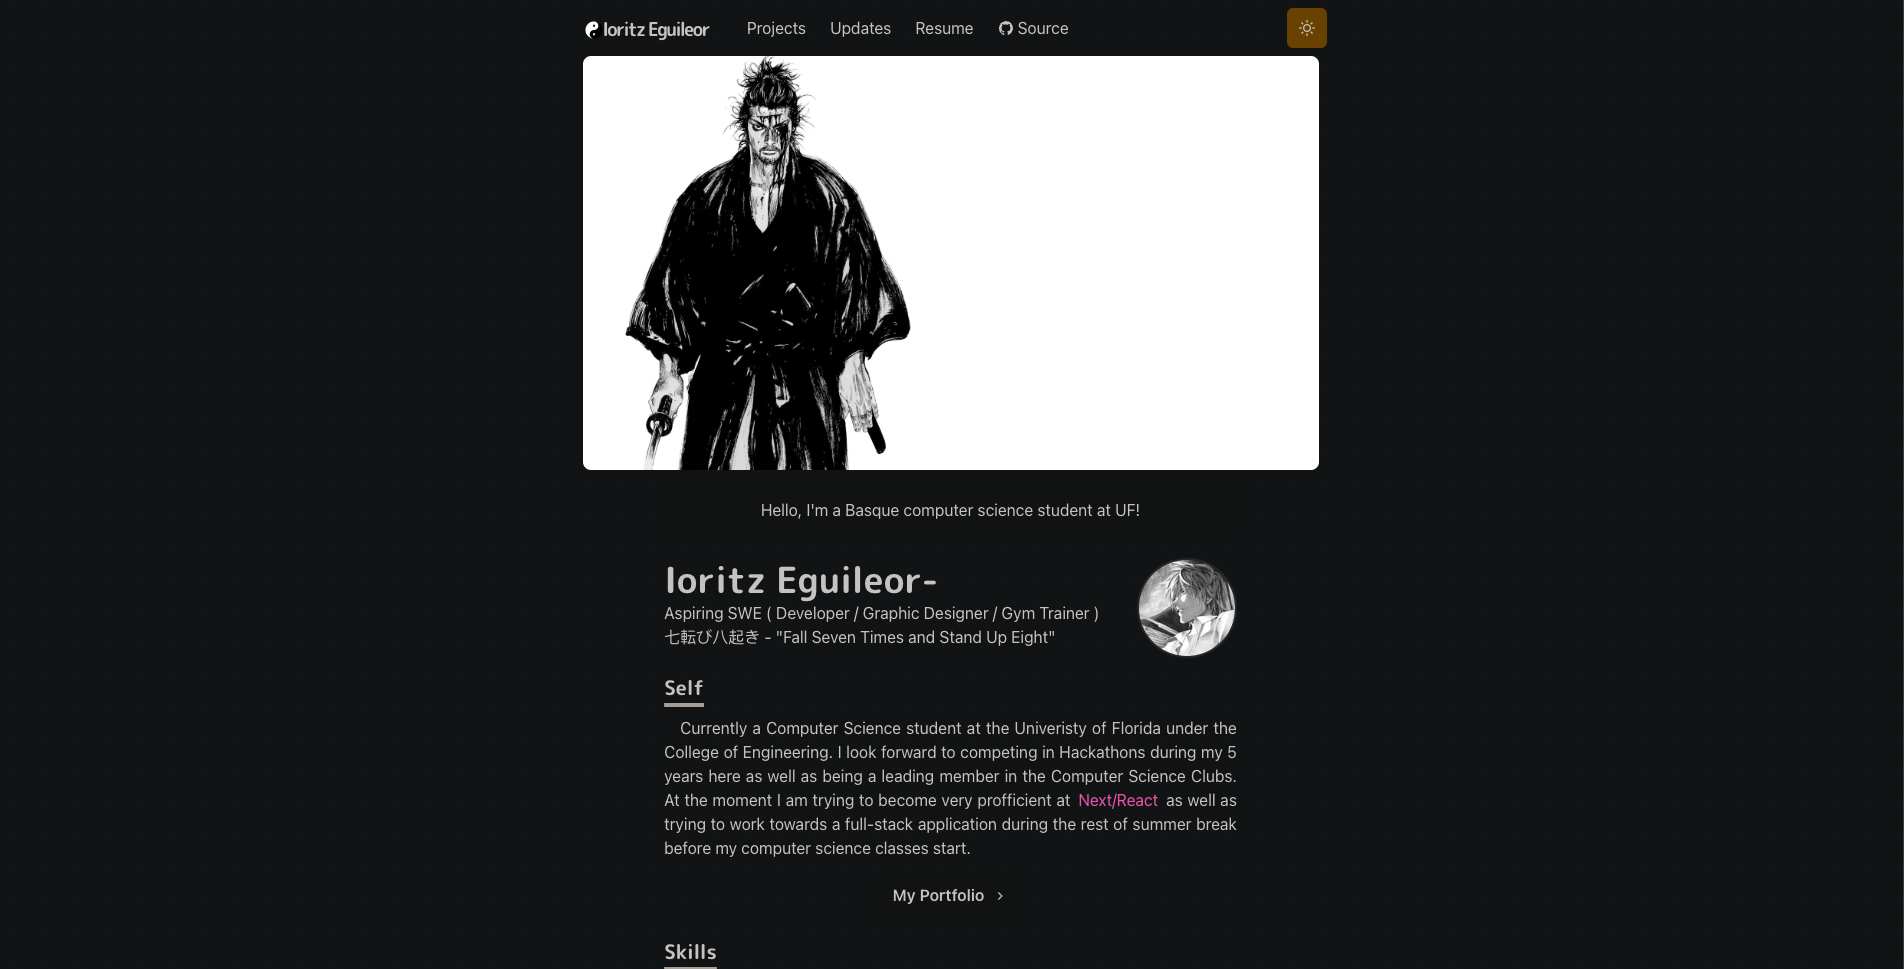 Ioritz Eguileor
Projects
Updates
Resume
Source
Hello, I'm a Basque computer science student at UF!
Ioritz Eguileor-
Aspiring SWE ( Developer / Graphic Designer / Gym Trainer )
七転び八起き - "Fall Seven Times and Stand Up Eight"
Self
Currently a Computer Science student at the Univeristy of Florida under the
College of Engineering. I look forward to competing in Hackathons during my 5
years here as well as being a leading member in the Computer Science Clubs.
At the moment I am trying to become very profficient at Next/React as well as
trying to work towards a full-stack application during the rest of summer break
before my computer science classes start.
My Portfolio
Skills